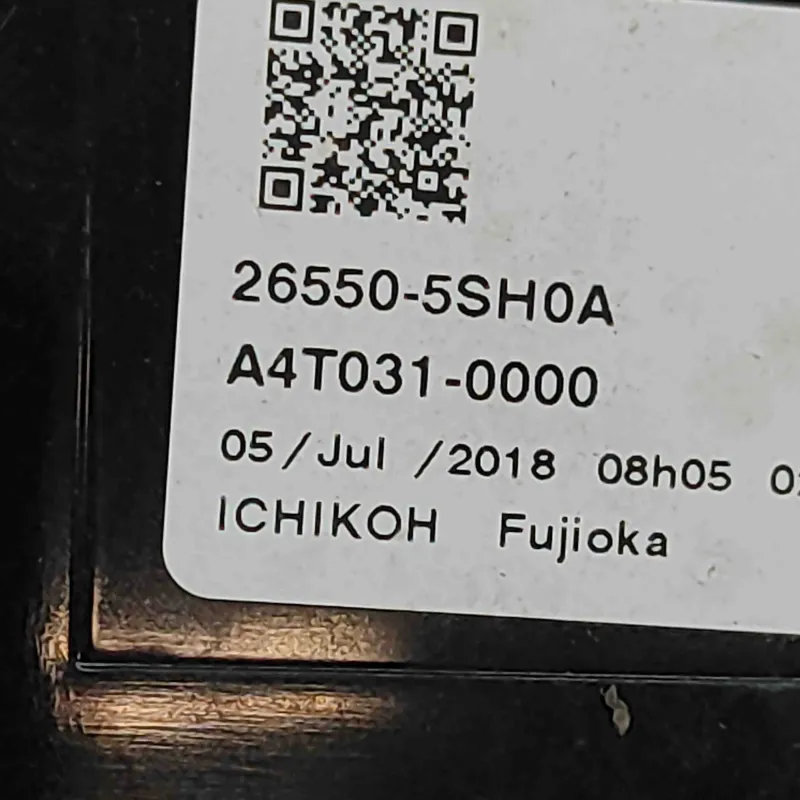 26550-5SH0A
A4T031-0000
05/Jul /2018 08h05
ICHIKOH Fujioka